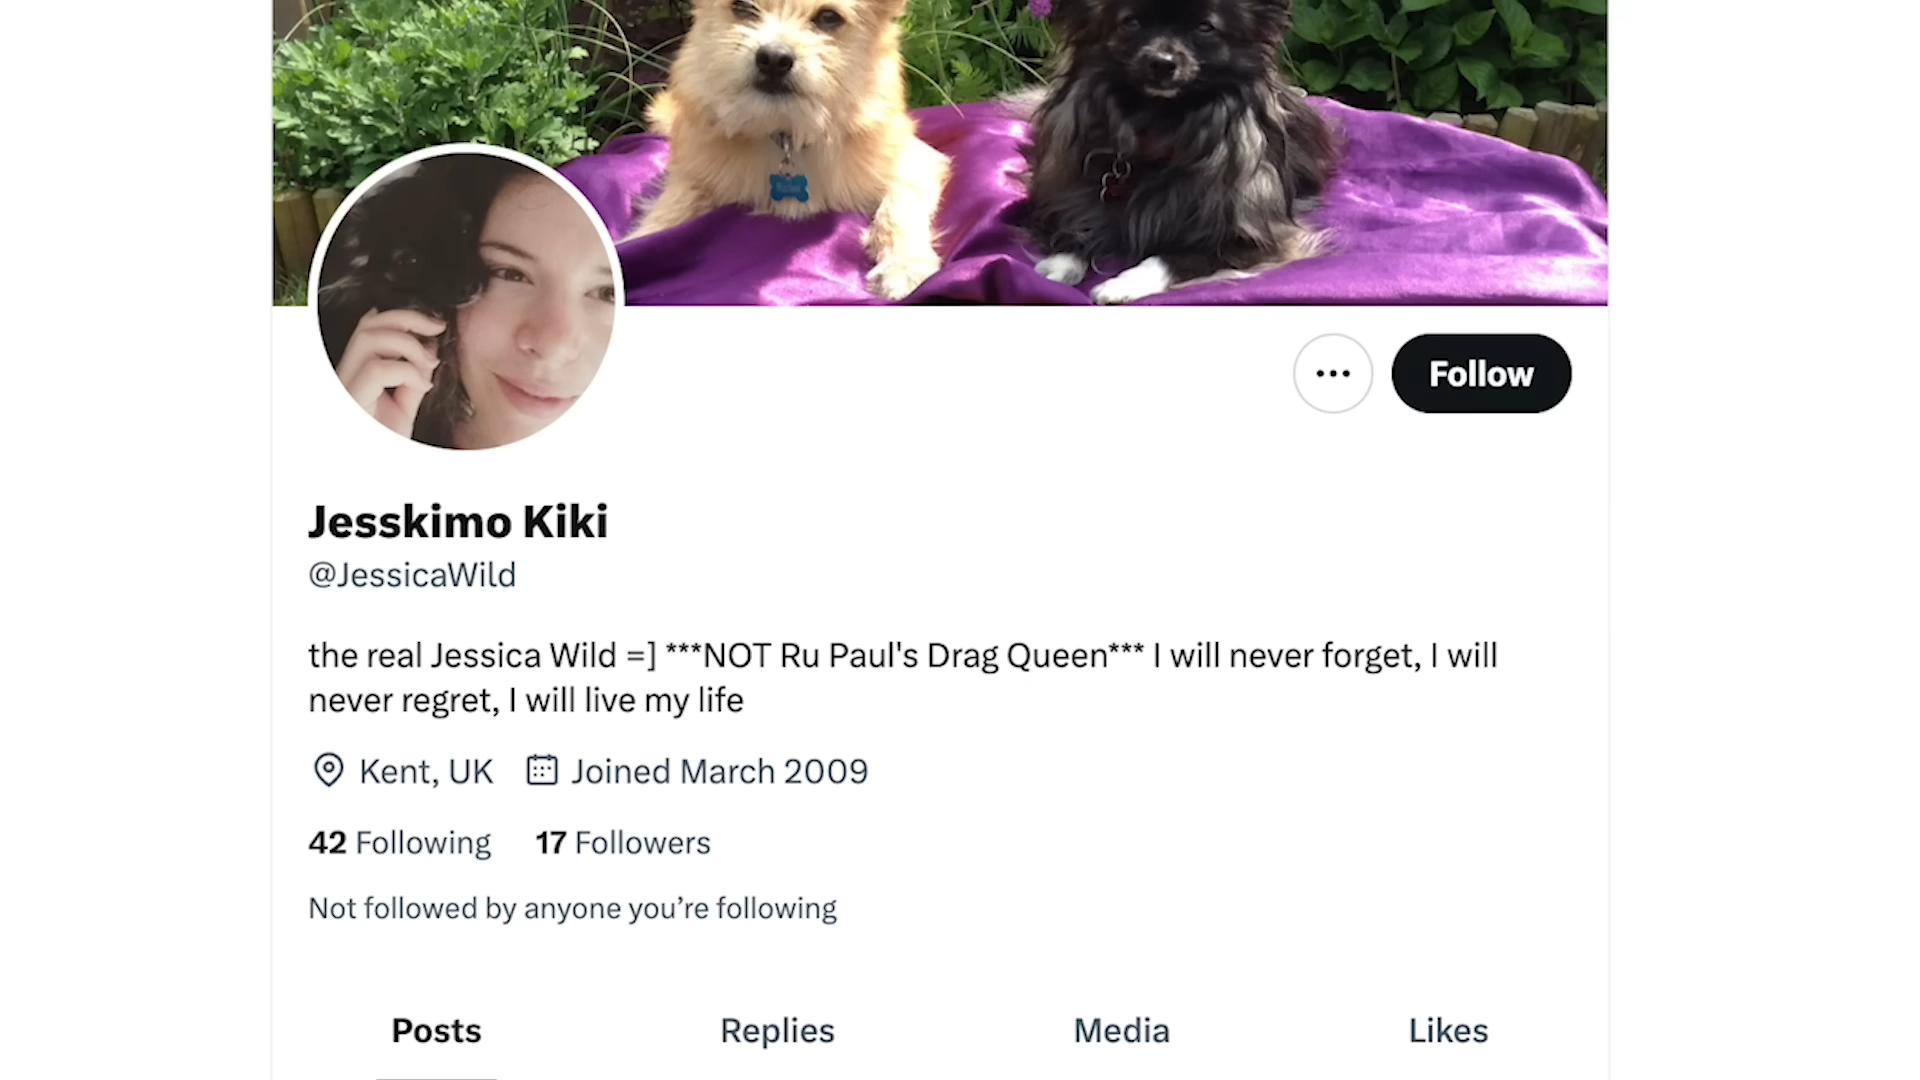 Follow
Jesskimo Kiki
@JessicaWild
the real Jessica Wild =] ***NOT Ru Paul's Drag Queen*** I will never forget, I will
never regret, I will live my life
Kent, UK Joined March 2009
42 Following 17 Followers
Not followed by anyone you’re following
Posts Replies Media Likes